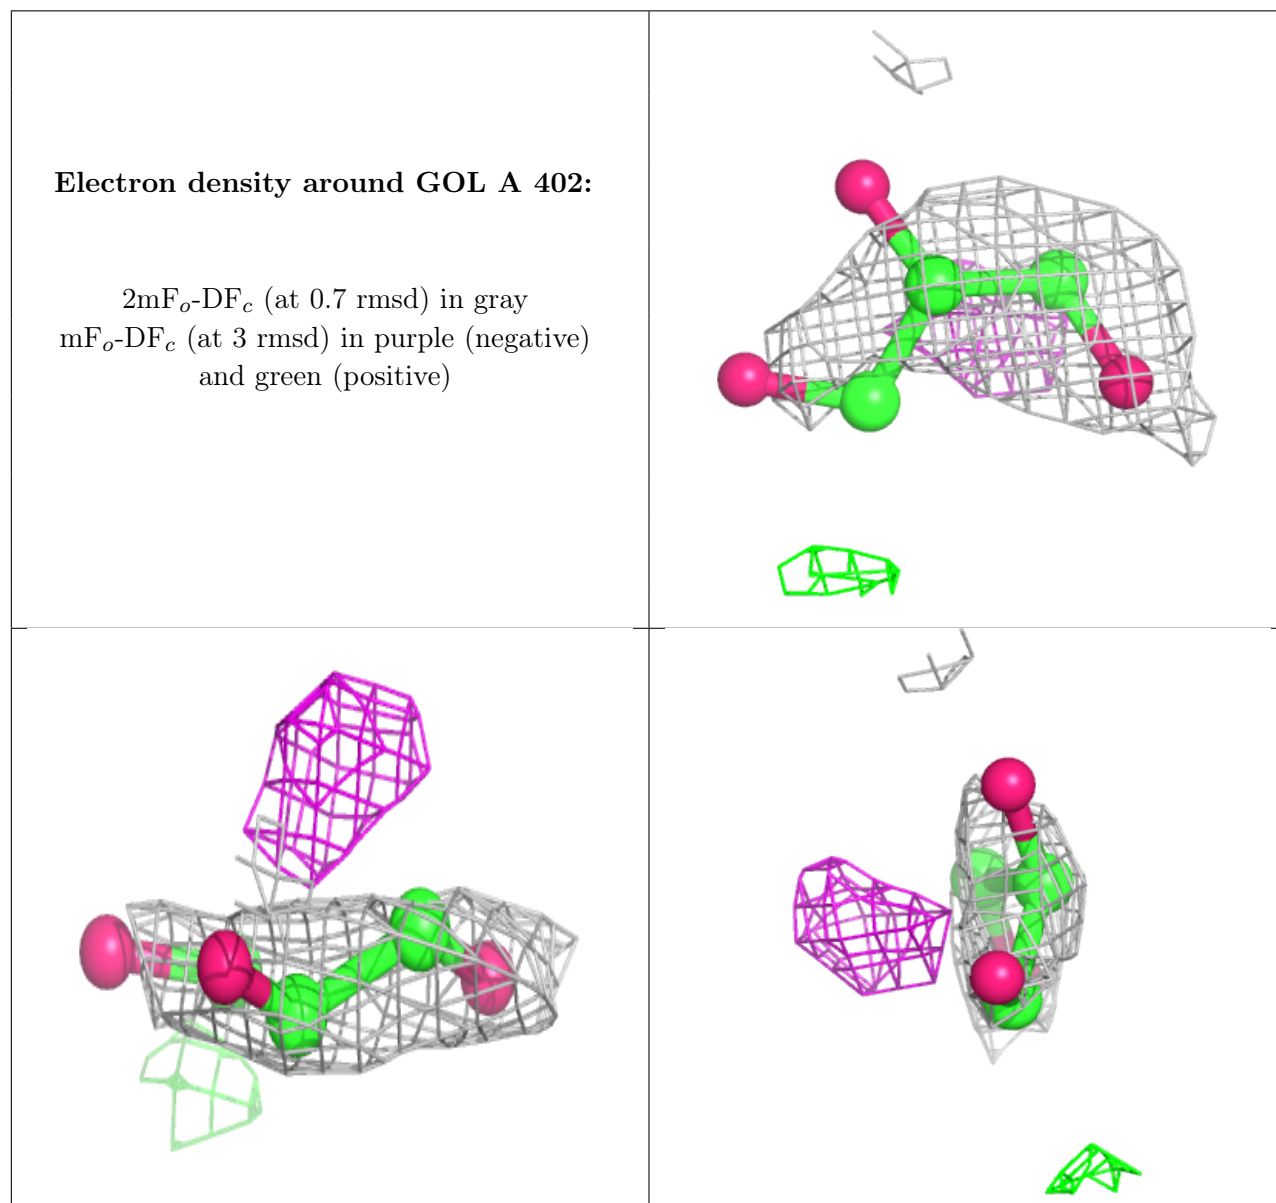 Electron density around GOL A 402:
2mFo-DFc (at 0.7 rmsd) in gray
mFo-DFc (at 3 rmsd) in purple (negative)
and green (positive)